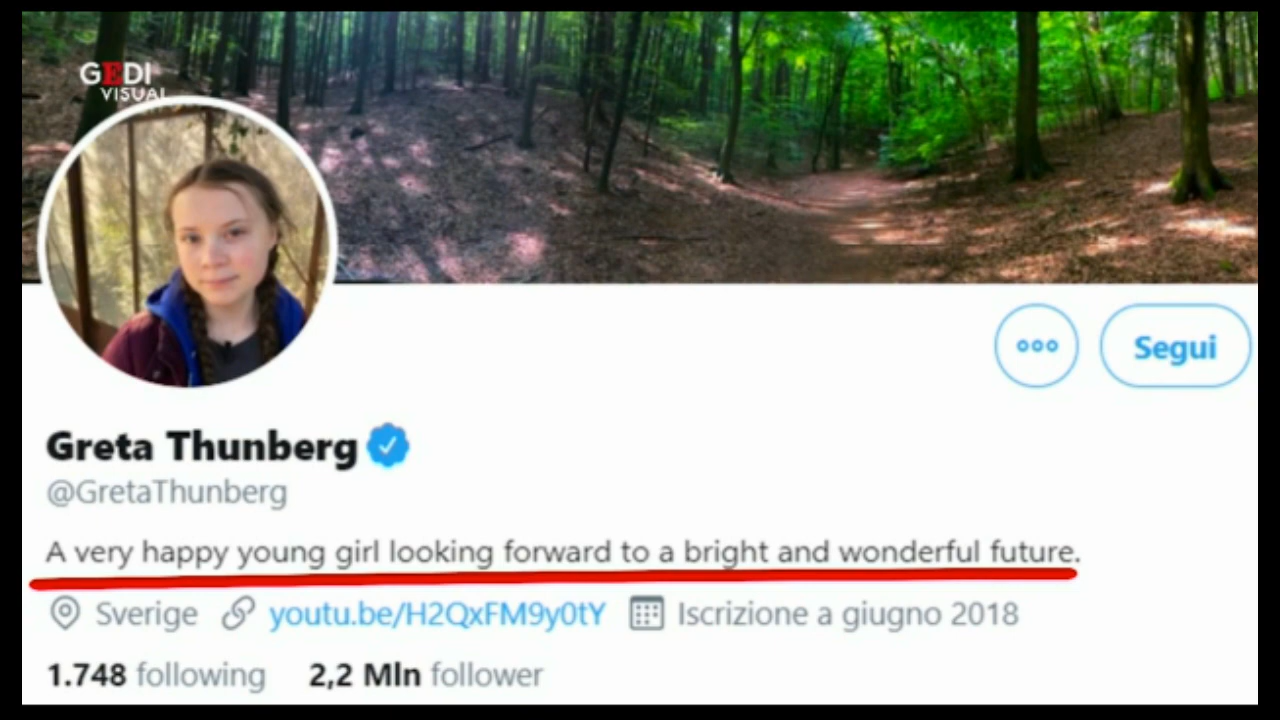 GEDI
VISUAL
Segui
Greta Thunberg
@GretaThunberg
A very happy young girl looking forward to a bright and wonderful future.
Sverige youtu.be/H2QxFM9y0tY Iscrizione a giugno 2018
1.748 following 2,2 Mln follower